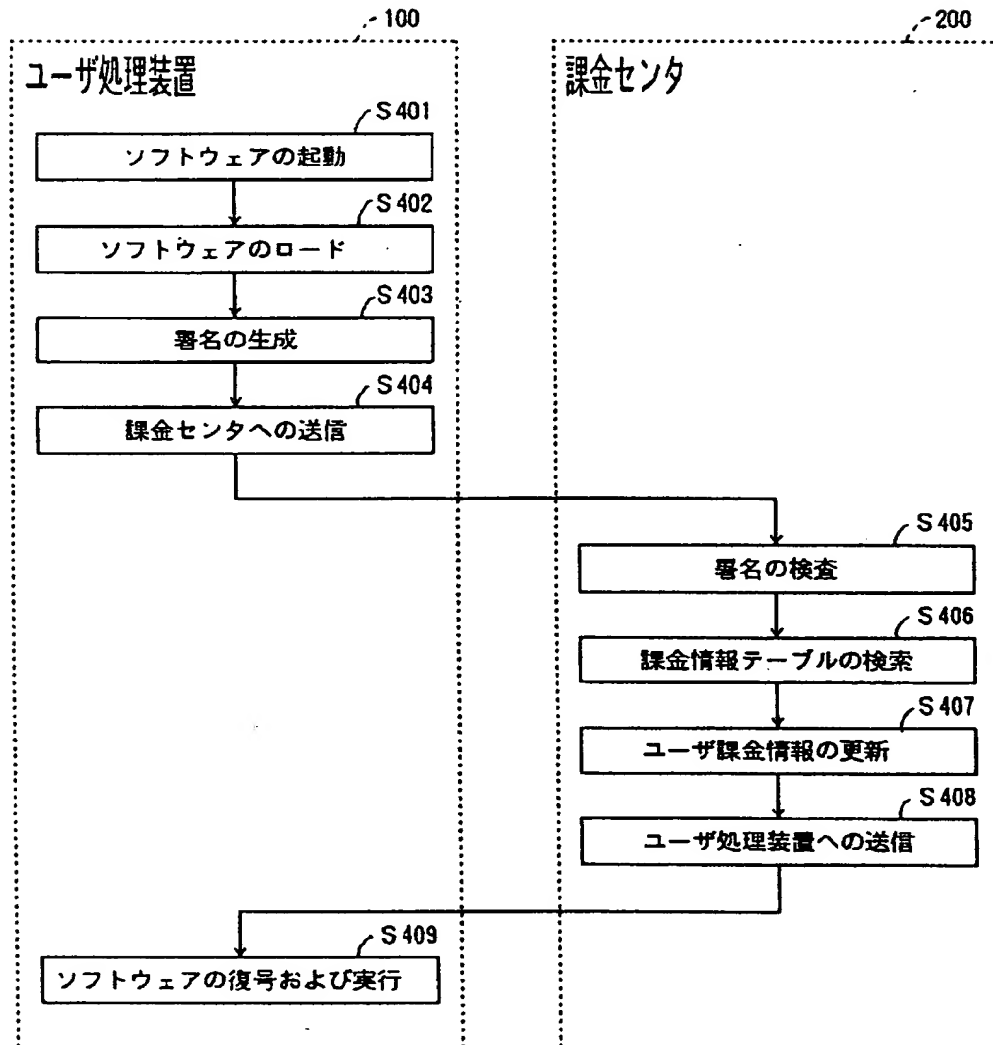 100
200
ユーザ処理装置
課金センタ
S401
ソフトウェアの起動
S402
ソフトウェアのロード
S403
署名の生成
S404
課金センタへの送信
S405
署名の検査
S406
課金情報テーブルの検索
S407
ユーザ課金情報の更新
S408
ユーザ処理装置への送信
S409
ソフトウェアの復号および実行